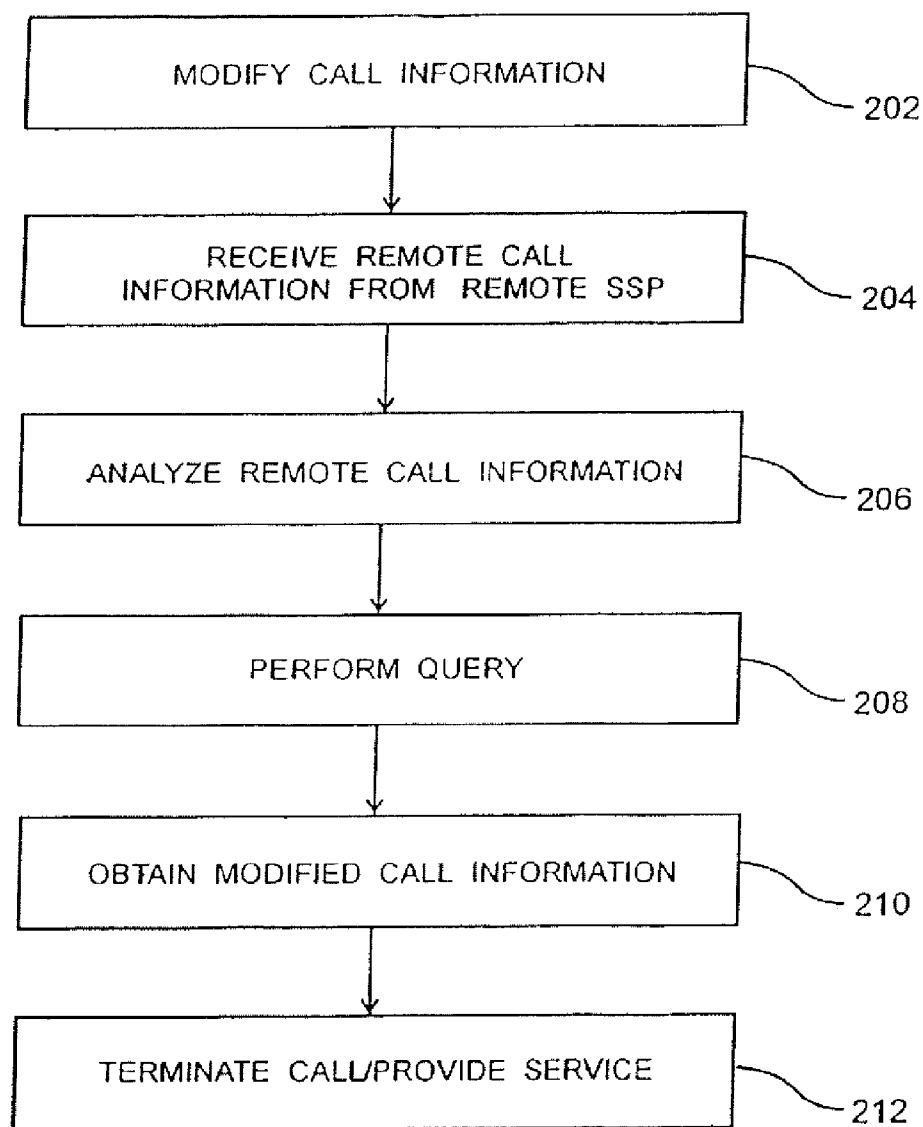 MODIFY CALL INFORMATION
202
RECEIVE REMOTE CALL
INFORMATION FROM REMOTE SSP
204
ANALYZE REMOTE CALL INFORMATION
206
PERFORM QUERY
208
OBTAIN MODIFIED CALL INFORMATION
210
TERMINATE CALL/PROVIDE SERVICE
212